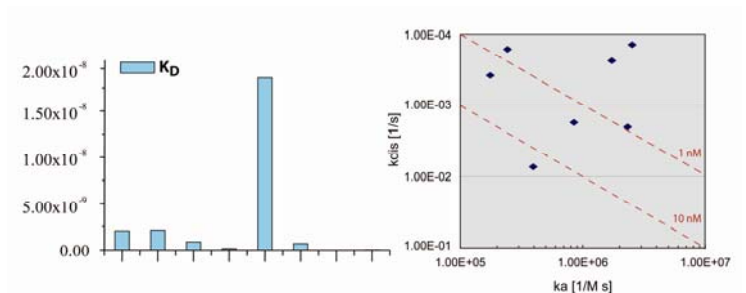 K_D
2.00x10⁻⁸
1.50x10⁻⁸
1.00x10⁻⁸
5.00x10⁻⁹
0.00
kcis [1/s]
1.00E-04
1.00E-03
1.00E-02
1.00E-01
1 nM
10 nM
1.00E+05 1.00E+06 1.00E+07
ka [1/M s]